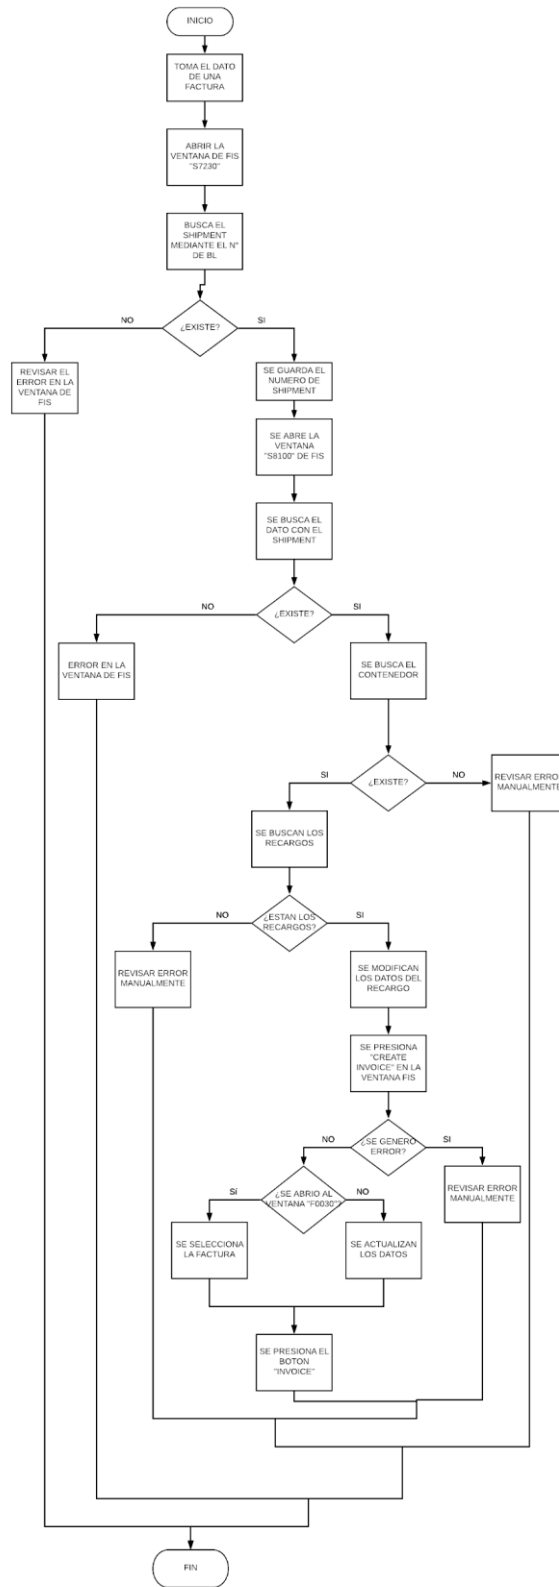 INICIO
TOMA EL DATO
DE UNA
FACTURA
ABRIR LA
VENTANA DE FIS
"S7230"
BUSCA EL
SHIPMENT
MEDIANTE EL N°
DE BL
NO
¿EXISTE?
SI
REVISAR EL
ERROR EN LA
VENTANA DE
FIS
SE GUARDA EL
NUMERO DE
SHIPMENT
SE ABRE LA
VENTANA
"S8100" DE FIS
SE BUSCA EL
DATO CON EL
SHIPMENT
NO
¿EXISTE?
SI
ERROR EN LA
VENTANA DE FIS
SE BUSCA EL
CONTENEDOR
SI
¿EXISTE?
NO
REVISAR ERROR
MANUALMENTE
SE BUSCAN LOS
RECARGOS
NO
¿ESTAN LOS
RECARGOS?
SI
REVISAR ERROR
MANUALMENTE
SE MODIFICAN
LOS DATOS DEL
RECARGO
SE PRESIONA
"CREATE
INVOICE" EN LA
VENTANA FIS
NO
¿SE GENERO
ERROR?
SI
REVISAR ERROR
MANUALMENTE
Sí
¿SE ABRIO AL
VENTANA "F0030"?
NO
SE SELECCIONA
LA FACTURA
SE ACTUALIZAN
LOS DATOS
SE PRESIONA EL
BOTON
"INVOICE"
FIN